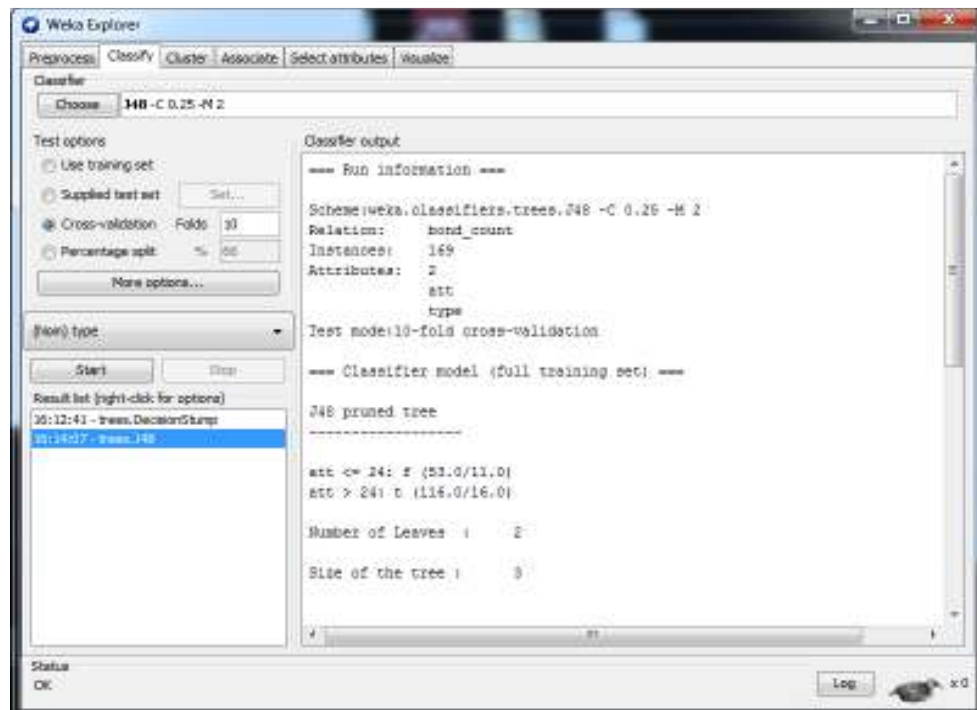 Weka Explorer
Preprocess Classify Cluster Associate Select attributes Visualize
Classifier
Choose J48 -C 0.25 -M 2
Test options
Use training set
Supplied test set Set...
Cross-validation Folds 10
Percentage split % 66
More options...
(Nom) type
Start Stop
Result list (right-click for options)
16:12:41 - trees.DecisionStump
16:14:07 - trees.J48
Classifier output
=== Run information ===
Scheme:weka.classifiers.trees.J48 -C 0.25 -M 2
Relation: bond_count
Instances: 169
Attributes: 2
att
type
Test mode:10-fold cross-validation
=== Classifier model (full training set) ===
J48 pruned tree
------------------
att <= 24: f (53.0/11.0)
att > 24: t (116.0/16.0)
Number of Leaves : 2
Size of the tree : 3
Status
OK
Log x 0